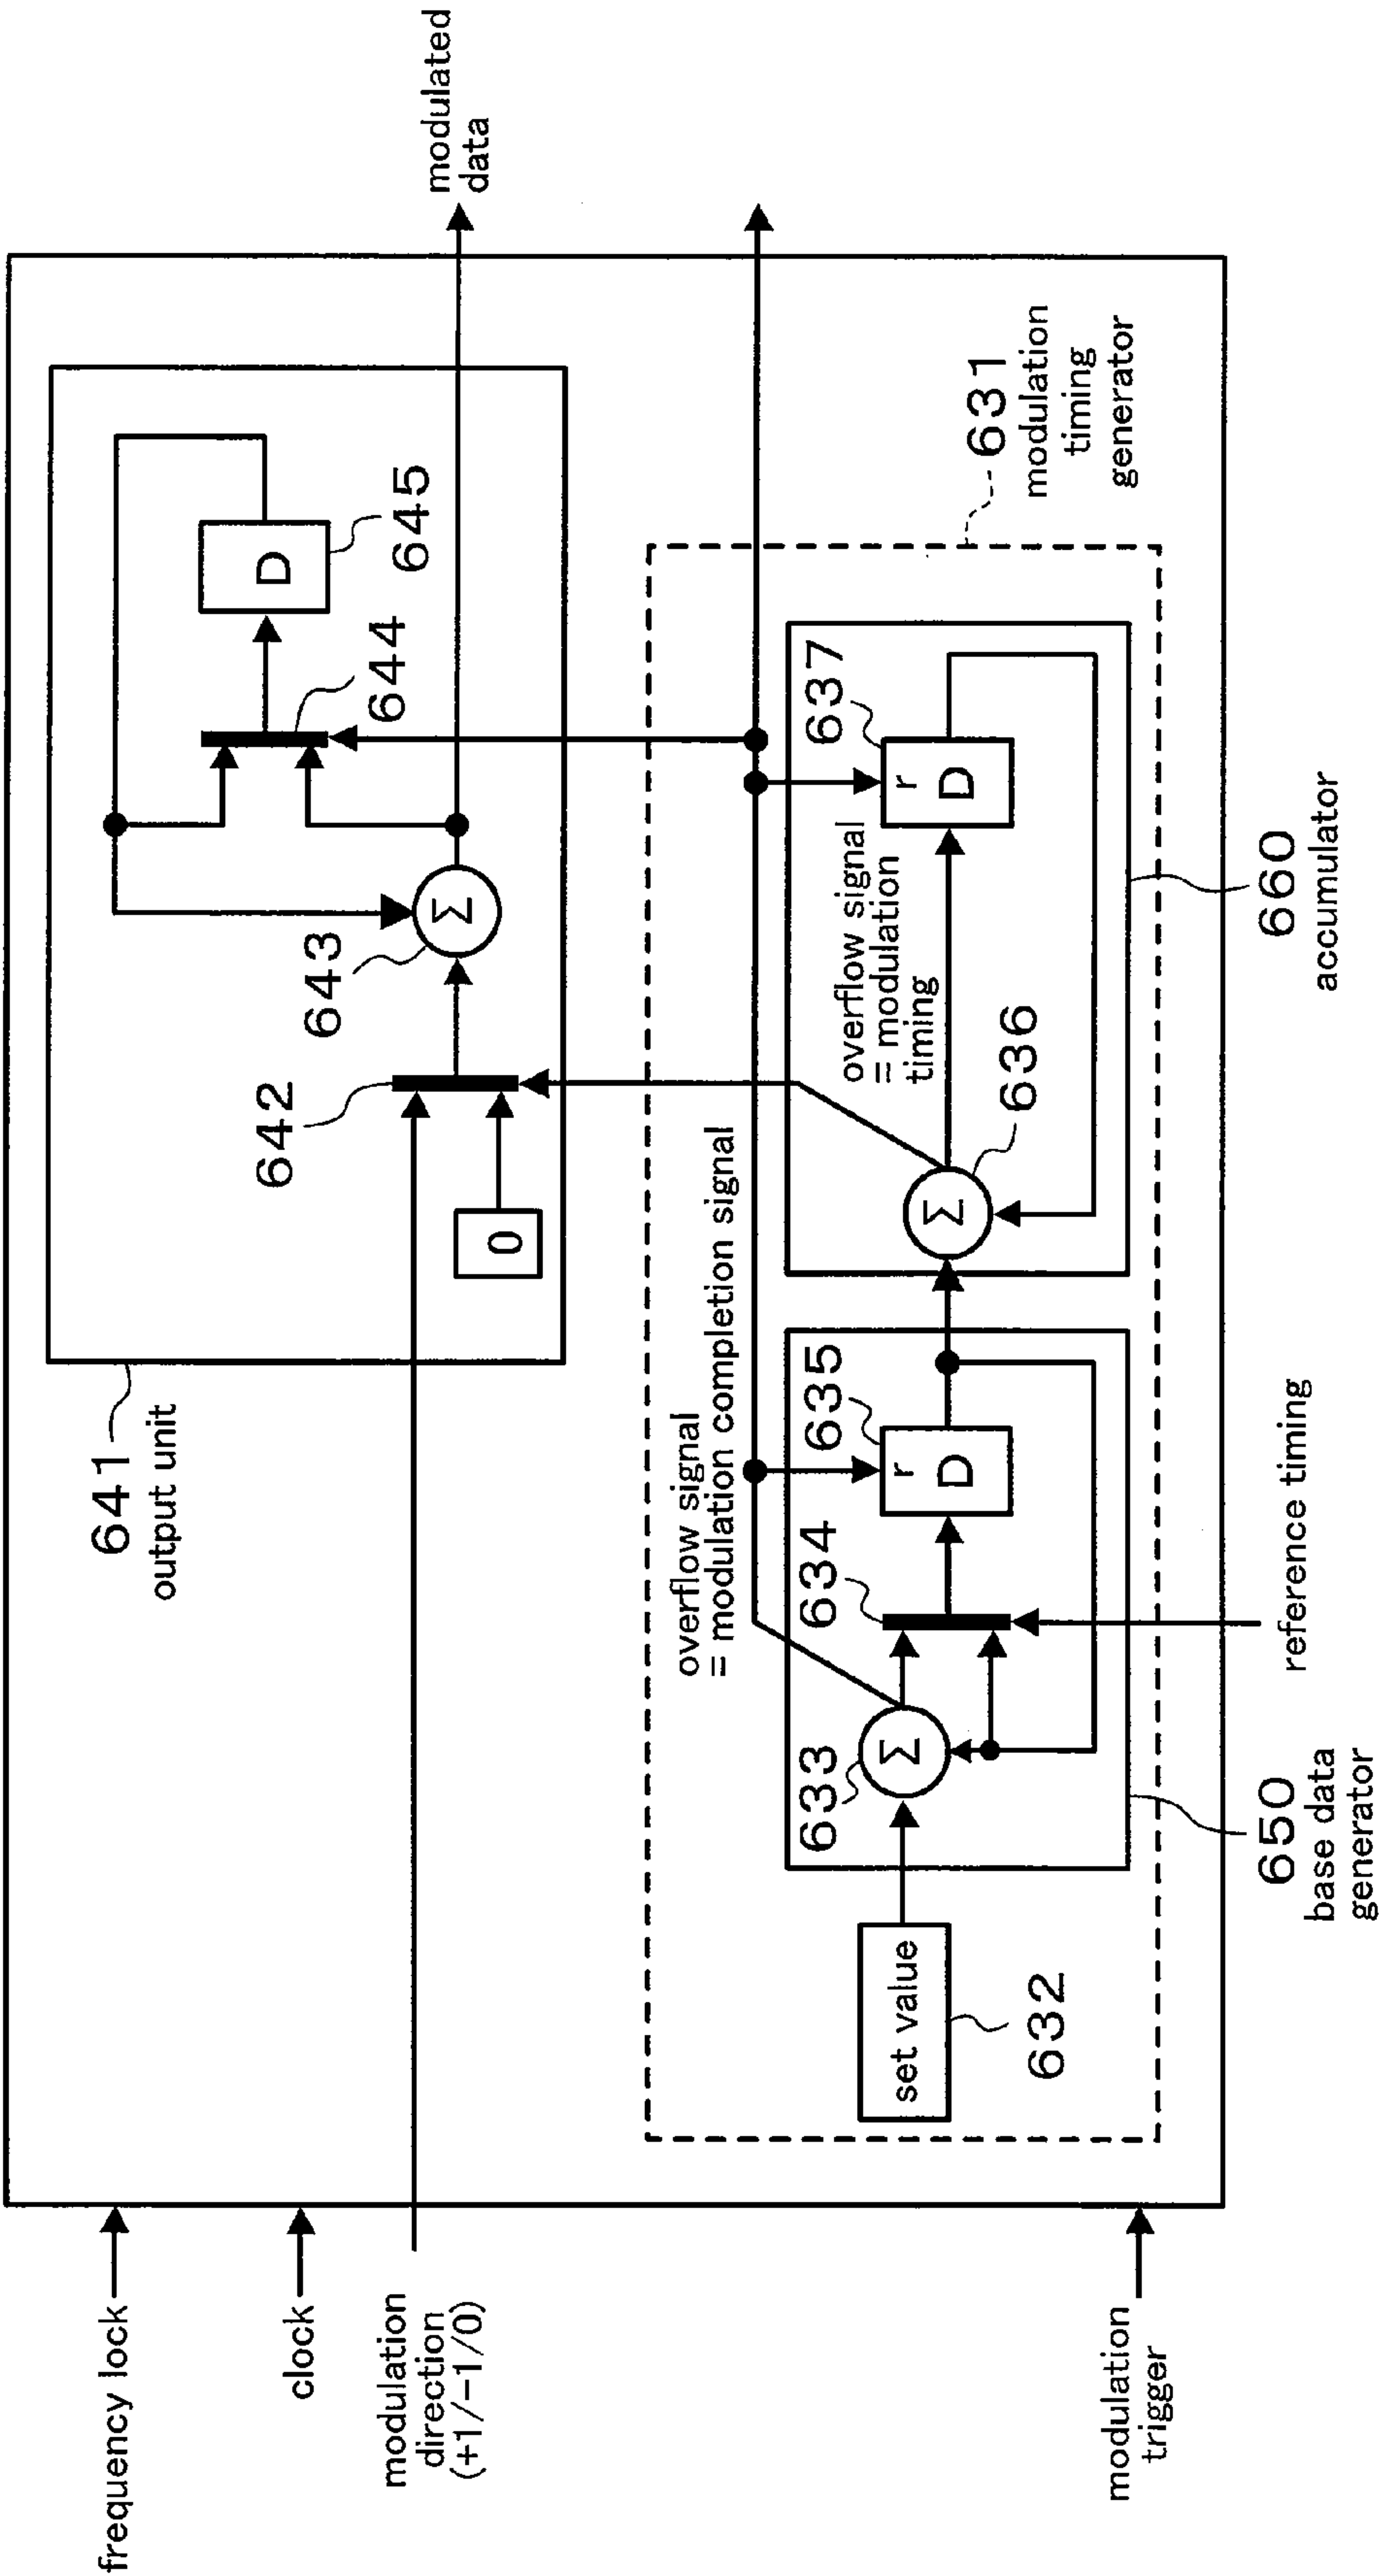 frequency lock
clock
modulation
direction
(+1/−1/0)
modulation
trigger
641
output unit
642
0
643
Σ
644
D
645
modulated
data
overflow signal
= modulation completion signal
set value
632
633
Σ
634
635
r
D
650
base data
generator
reference timing
Σ
636
overflow signal
= modulation
timing
637
r
D
660
accumulator
631
modulation
timing
generator